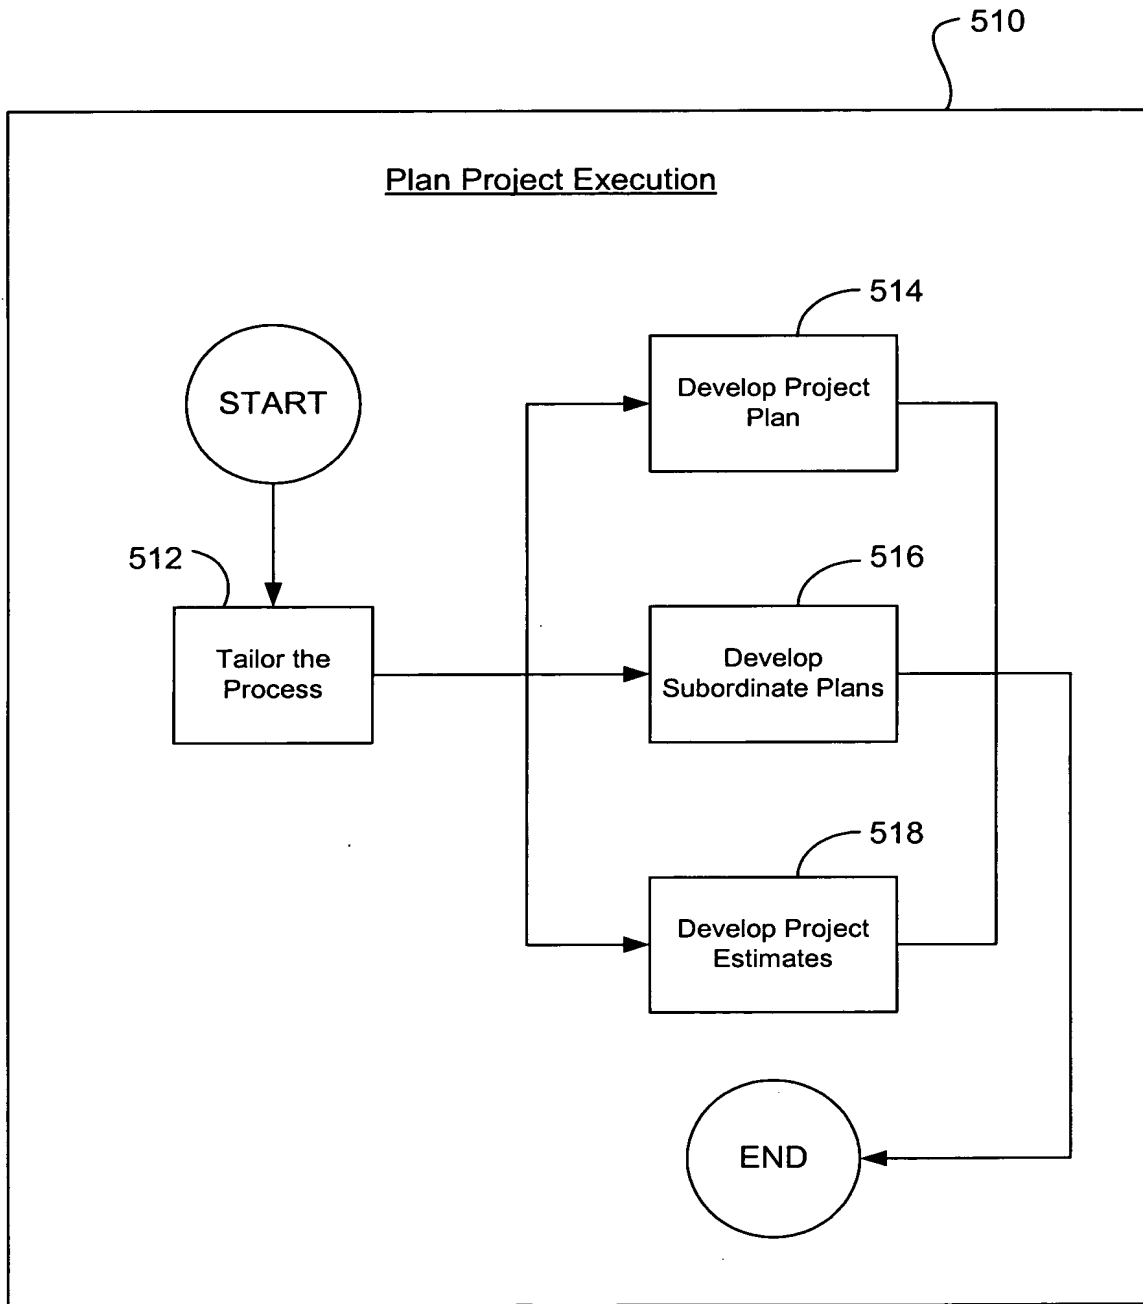 510
Plan Project Execution
514
START
Develop Project
Plan
512
516
Tailor the
Process
Develop
Subordinate Plans
518
Develop Project
Estimates
END